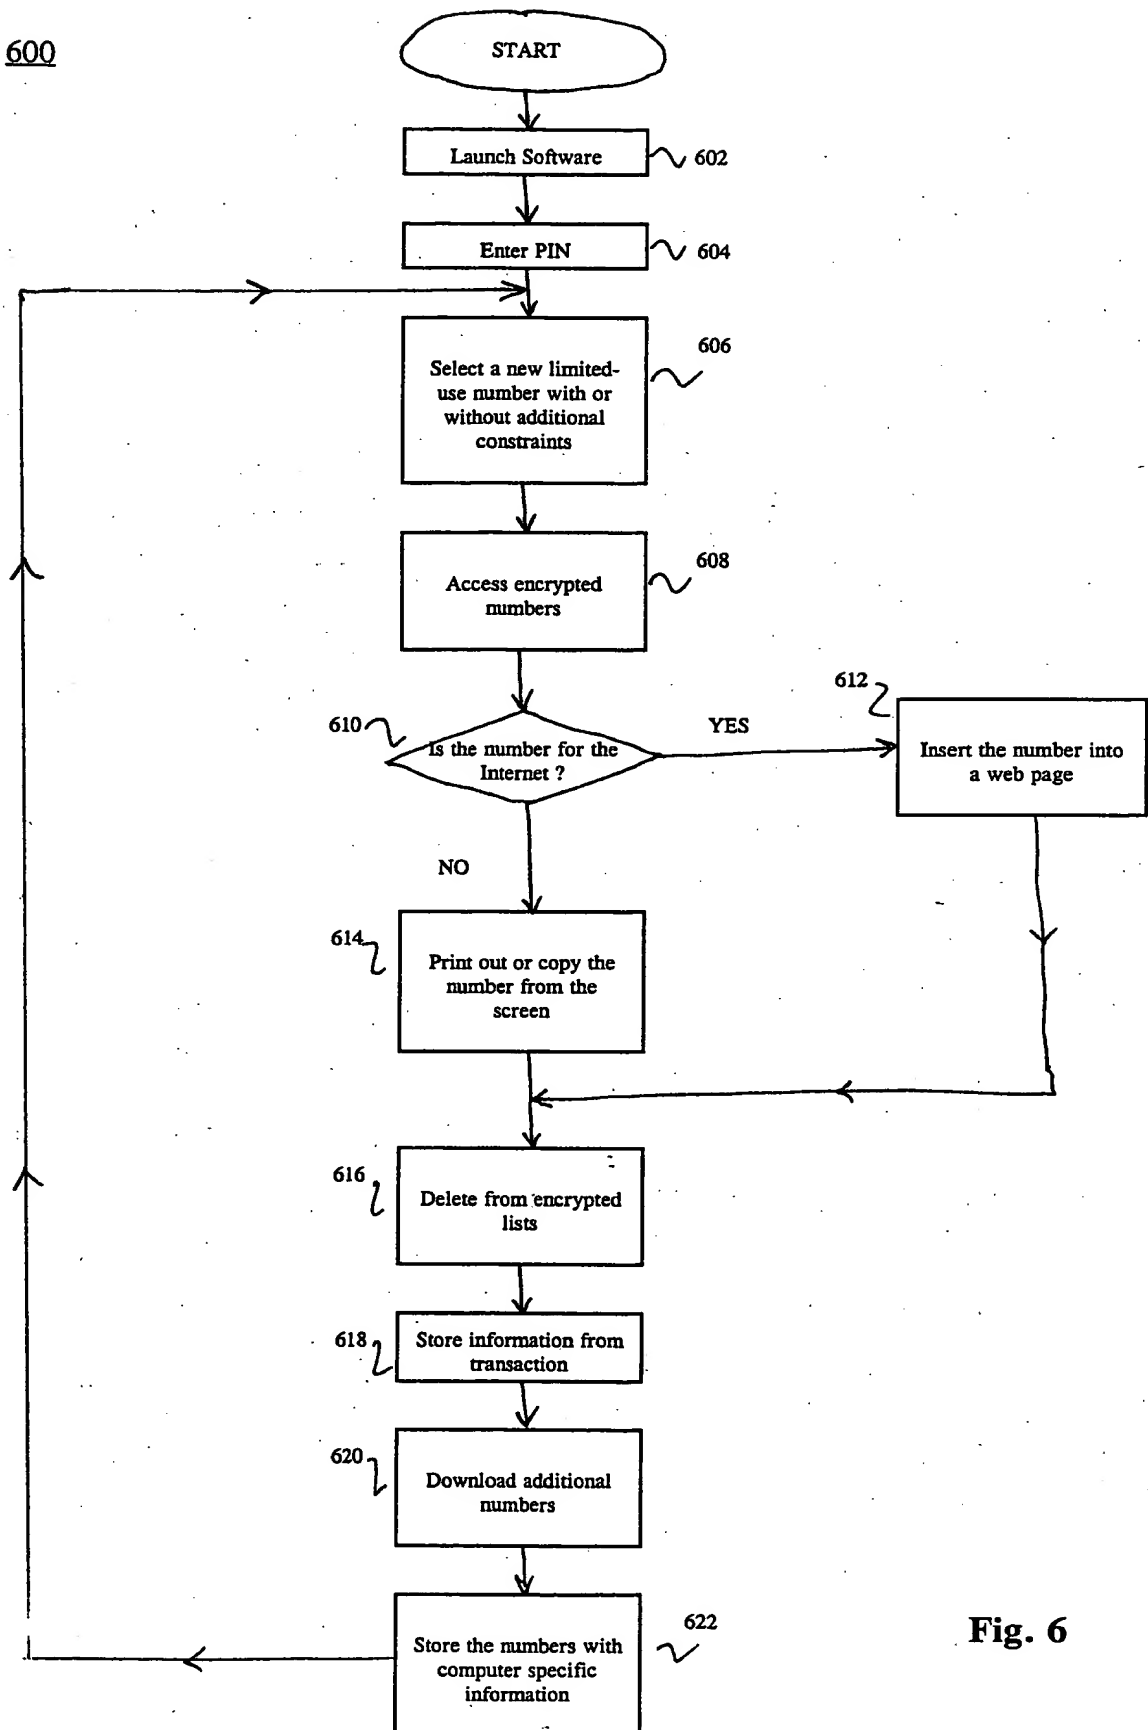 600
START
Launch Software
602
Enter PIN
604
606
Select a new limited-
use number with or
without additional
constraints
608
Access encrypted
numbers
610
Is the number for the
Internet ?
YES
612
Insert the number into
a web page
NO
614
Print out or copy the
number from the
screen
616
Delete from encrypted
lists
618
Store information from
transaction
620
Download additional
numbers
622
Store the numbers with
computer specific
information
Fig. 6